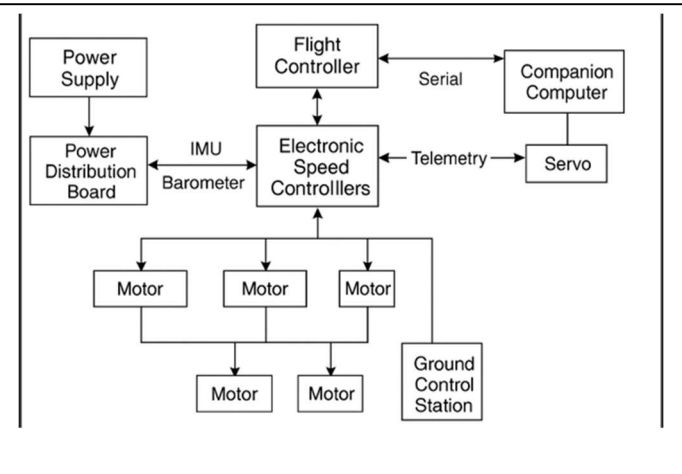 Power
Supply
Flight
Controller
Serial
Companion
Computer
Power
Distribution
Board
IMU
Barometer
Electronic
Speed
Controlllers
Telemetry
Servo
Motor
Motor
Motor
Motor
Motor
Ground
Control
Station